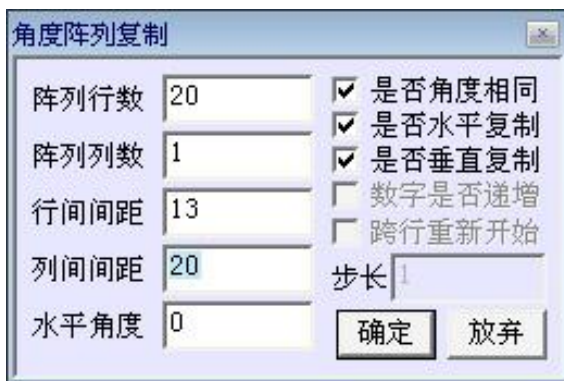 角度阵列复制
阵列行数 20
阵列列数 1
行间间距 13
列间间距 20
水平角度 0
是否角度相同
是否水平复制
是否垂直复制
数字是否递增
跨行重新开始
步长 1
确定 放弃